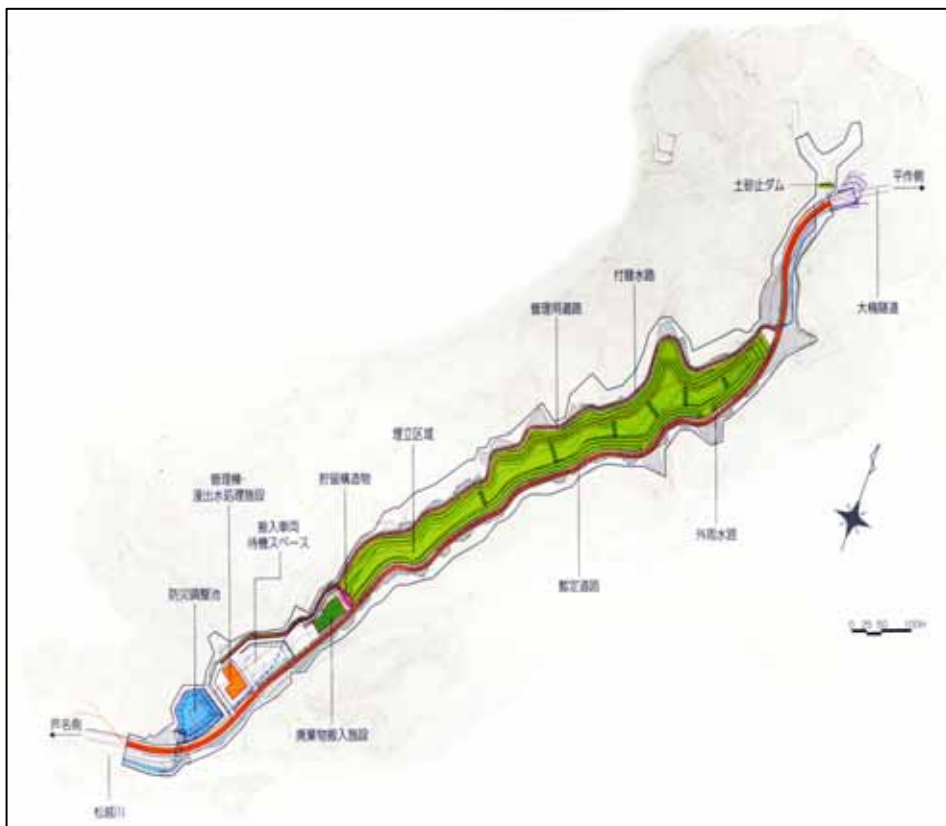 土砂止ダム
平作側
付替水路
大楠隧道
管理用道路
埋立区域
貯留構造物
管理棟・
浸出水処理施設
搬入車両
待機スペース
外周水路
暫定道路
防災調整池
0 25 50 100m
芦名側
廃棄物搬入施設
松越川